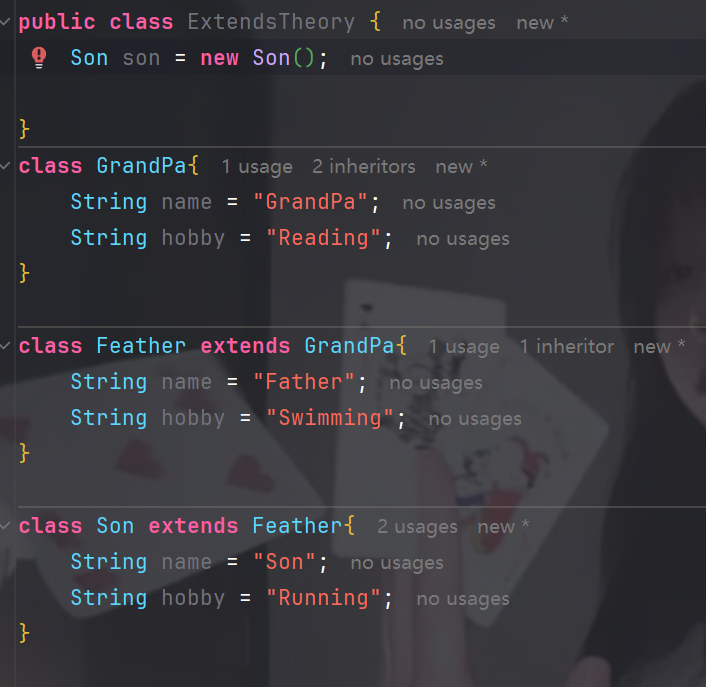 public class ExtendsTheory { no usages new *
Son son = new Son(); no usages
}
class GrandPa{ 1 usage 2 inheritors new *
String name = "GrandPa"; no usages
String hobby = "Reading"; no usages
}
class Feather extends GrandPa{ 1 usage 1 inheritor new *
String name = "Father"; no usages
String hobby = "Swimming"; no usages
}
class Son extends Feather{ 2 usages new *
String name = "Son"; no usages
String hobby = "Running"; no usages
}